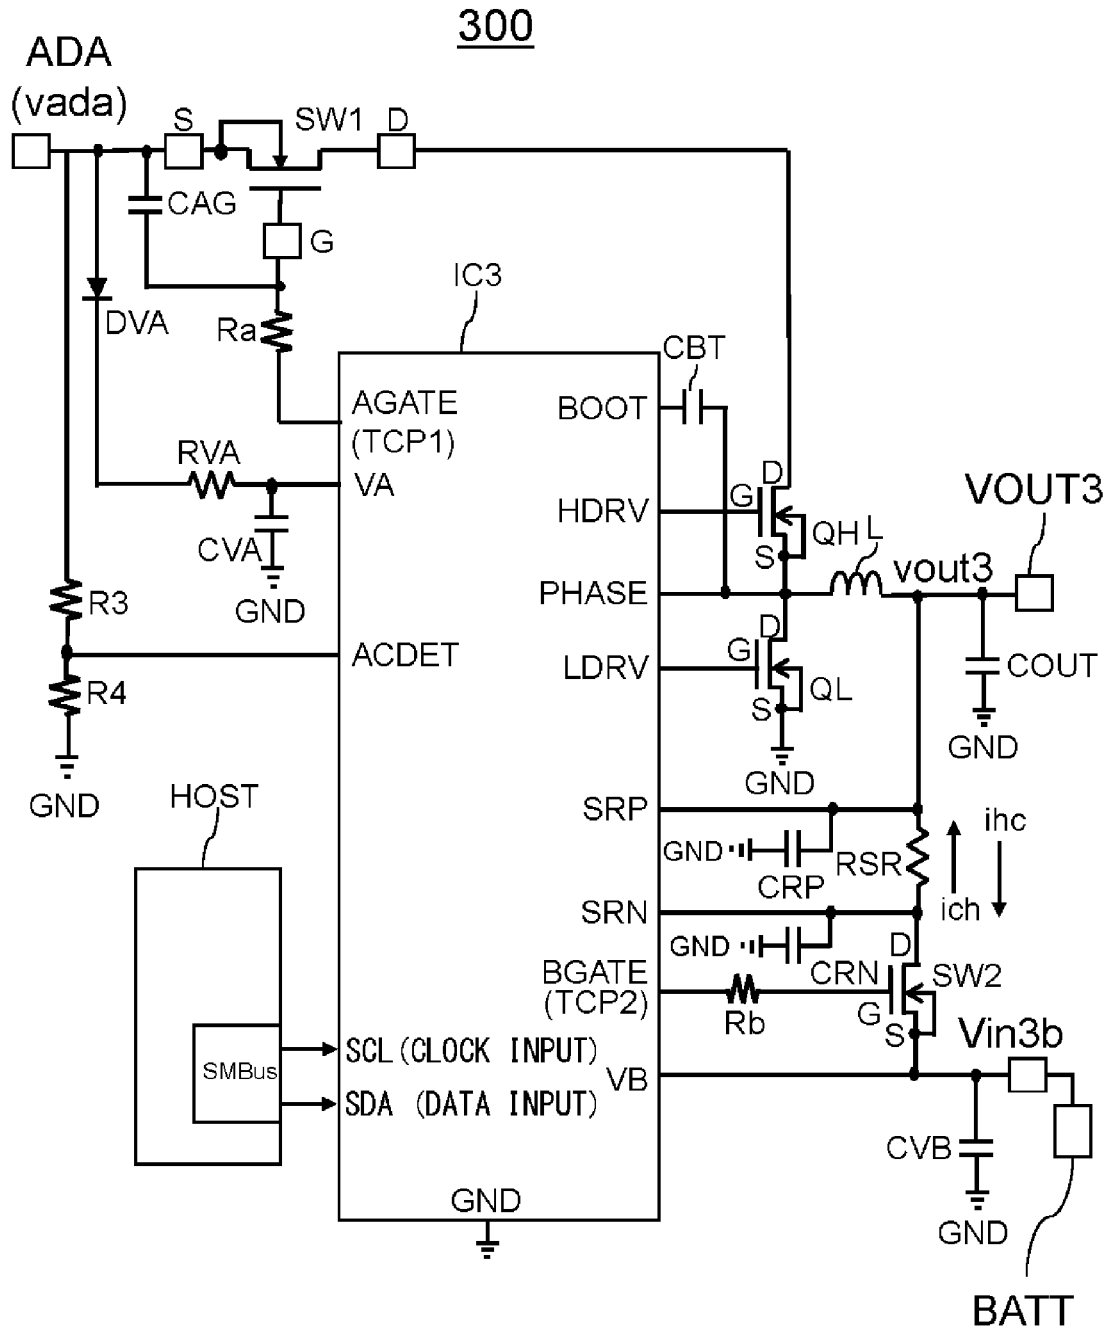 300
ADA
(vada)
S
SW1
D
CAG
G
IC3
DVA
Ra
CBT
AGATE
(TCP1)
BOOT
RVA
VA
D
G
VOUT3
HDRV
QH
L
CVA
S
vout3
GND
PHASE
R3
D
ACDET
LDRV
G
COUT
R4
S
QL
GND
GND
GND
HOST
SRP
ihc
GND
RSR
CRP
ich
SRN
GND
D
BGATE
(TCP2)
CRN
SW2
G
Rb
S
Vin3b
SCL(CLOCK INPUT)
SMBus
VB
SDA (DATA INPUT)
CVB
GND
GND
BATT